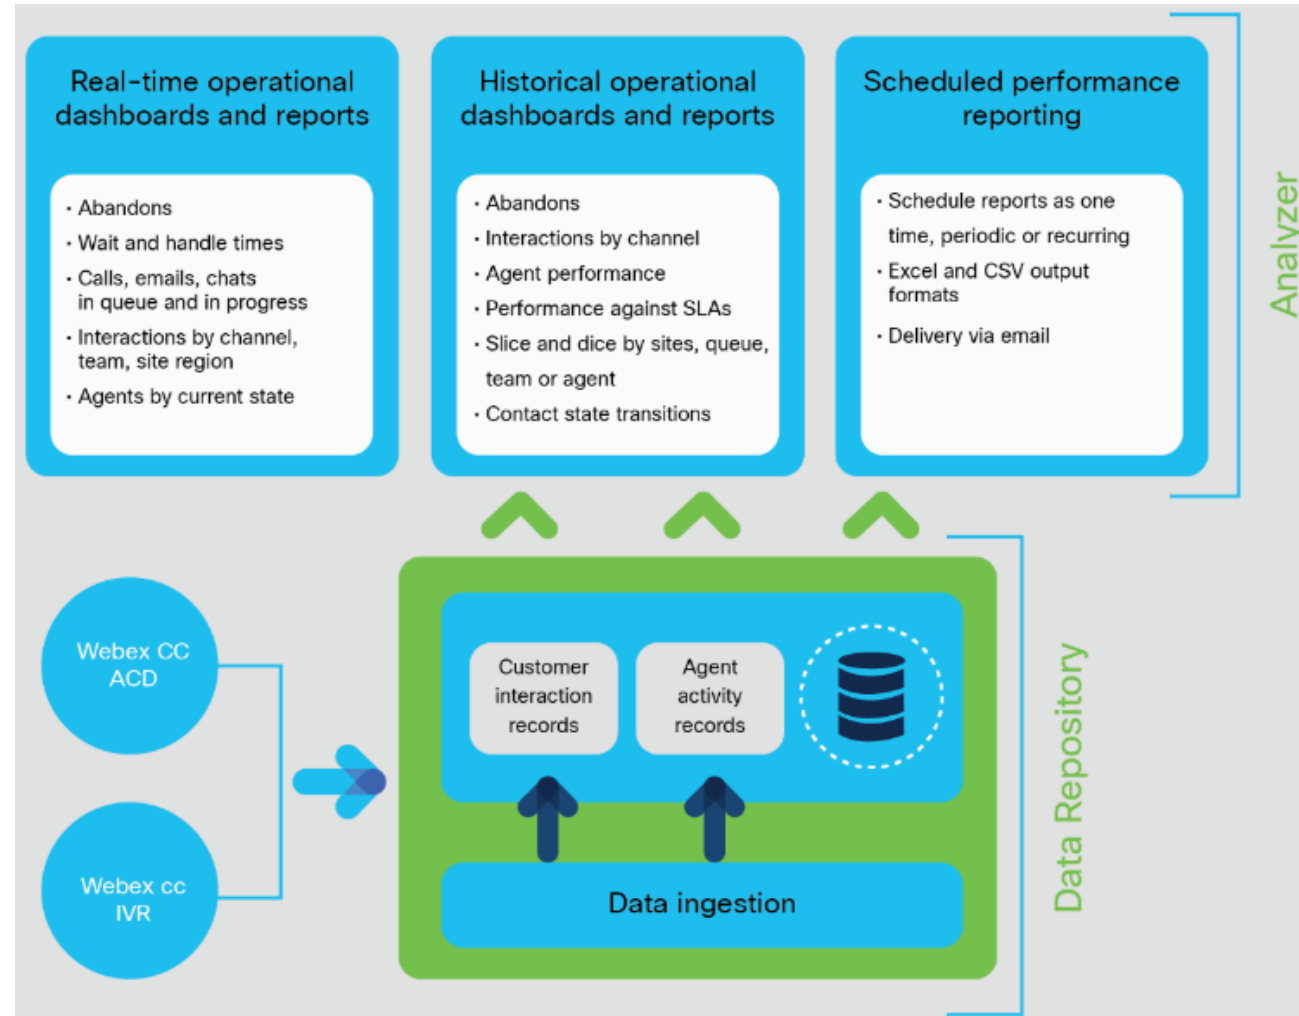 Real-time operational
dashboards and reports
· Abandons
· Wait and handle times
· Calls, emails, chats
in queue and in progress
· Interactions by channel,
team, site region
· Agents by current state
Historical operational
dashboards and reports
· Abandons
· Interactions by channel
· Agent performance
· Performance against SLAs
· Slice and dice by sites, queue,
team or agent
· Contact state transitions
Scheduled performance
reporting
· Schedule reports as one
time, periodic or recurring
· Excel and CSV output
formats
· Delivery via email
Analyzer
Webex CC
ACD
Webex cc
IVR
Customer
interaction
records
Agent
activity
records
Data ingestion
Data Repository